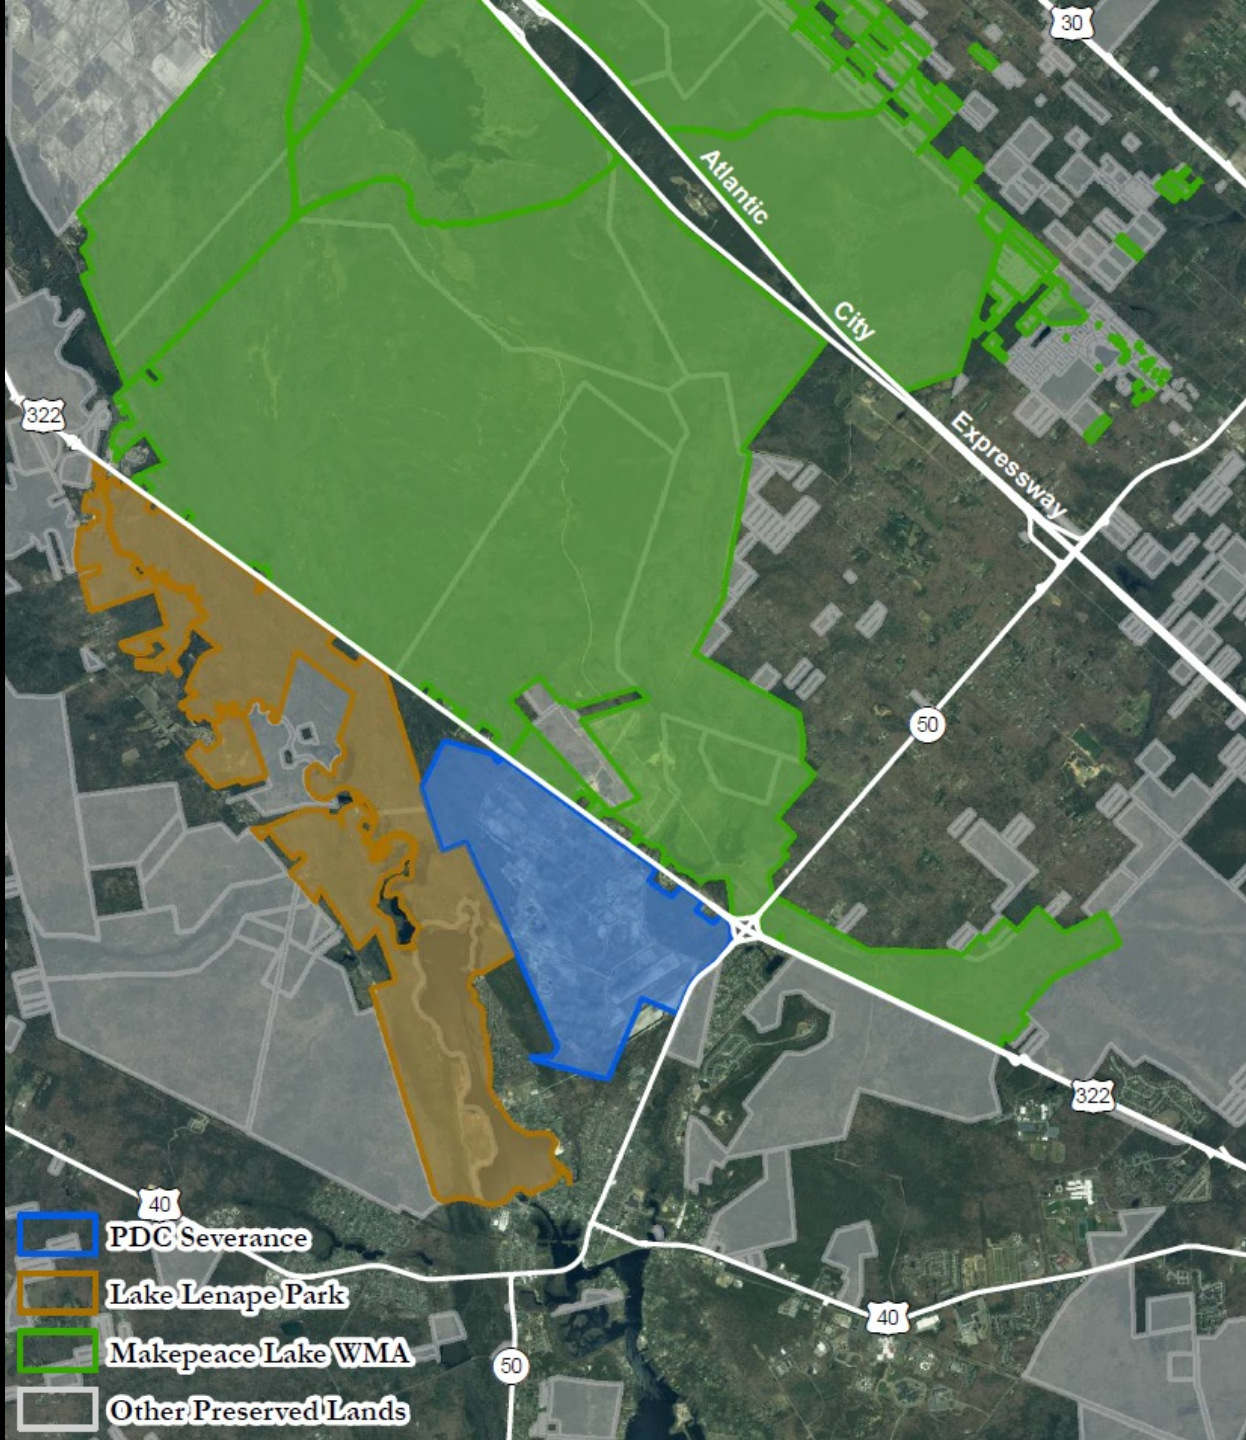 30
Atlantic
City
322
Expressway
50
322
40
PDC Severance
Lake Lenape Park
40
Makepeace Lake WMA
50
Other Preserved Lands